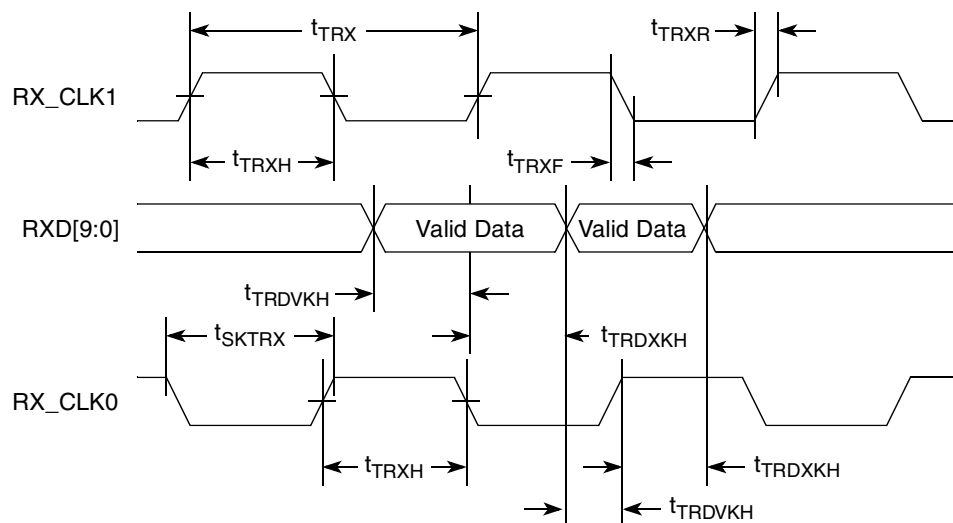 tTRX
tTRXR
RX_CLK1
tTRXH
tTRXF
RXD[9:0]
Valid Data
Valid Data
tTRDVKH
tSKTRX
tTRDXKH
RX_CLK0
tTRXH
tTRDXKH
tTRDVKH